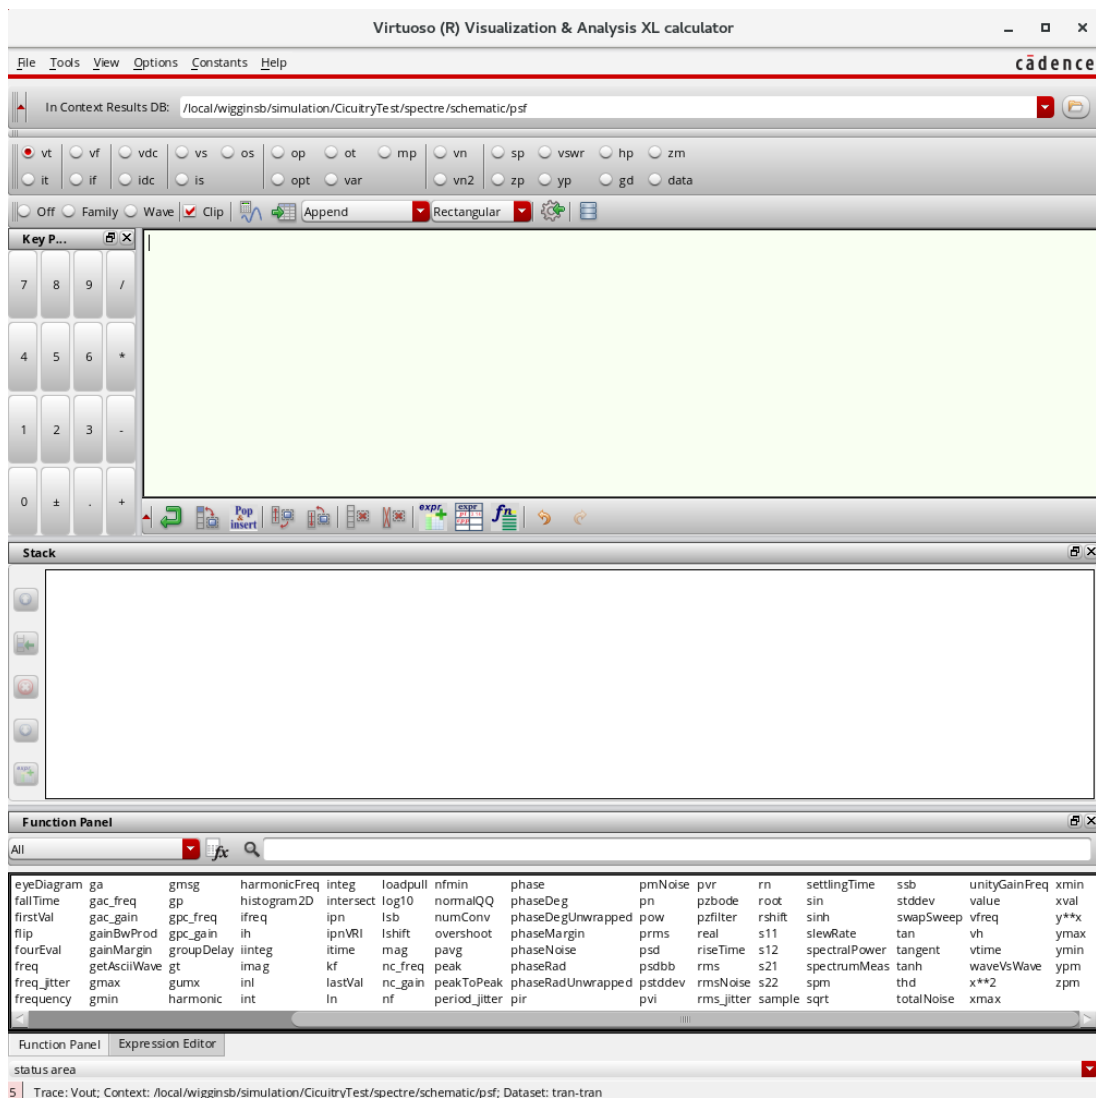 Virtuoso (R) Visualization & Analysis XL calculator
File Tools View Options Constants Help cādence
In Context Results DB: /local/wigginsb/simulation/CicuitryTest/spectre/schematic/psf
vt vf vdc vs os op ot mp vn sp vswr hp zm
it if idc is opt var vn2 zp yp gd data
Off Family Wave Clip Append Rectangular
Key P...
7 8 9 /
4 5 6 *
1 2 3 -
0 ± . +
Pop & insert expr expr fn
Stack
expr
Function Panel
All fx
eyeDiagram ga gmsg harmonicFreq integ loadpull nfmin phase pmNoise pvr rn settlingTime ssb unityGainFreq xmin
fallTime gac_freq gp histogram2D intersect log10 normalQQ phaseDeg pn pzbode root sin stddev value xval
firstVal gac_gain gpc_freq ifreq ipn lsb numConv phaseDegUnwrapped pow pzfilter rshift sinh swapSweep vfreq y**x
flip gainBwProd gpc_gain ih ipnVRI lshift overshoot phaseMargin prms real s11 slewRate tan vh ymax
fourEval gainMargin groupDelay iinteg itime mag pavg phaseNoise psd riseTime s12 spectralPower tangent vtime ymin
freq getAsciiWave gt imag kf nc_freq peak phaseRad psdbb rms s21 spectrumMeas tanh waveVsWave ypm
freq_jitter gmax gumx inl lastVal nc_gain peakToPeak phaseRadUnwrapped pstddev rmsNoise s22 spm thd x**2 zpm
frequency gmin harmonic int ln nf period_jitter pir pvi rms_jitter sample sqrt totalNoise xmax
Function Panel Expression Editor
status area
5 Trace: Vout; Context: /local/wigginsb/simulation/CicuitryTest/spectre/schematic/psf; Dataset: tran-tran